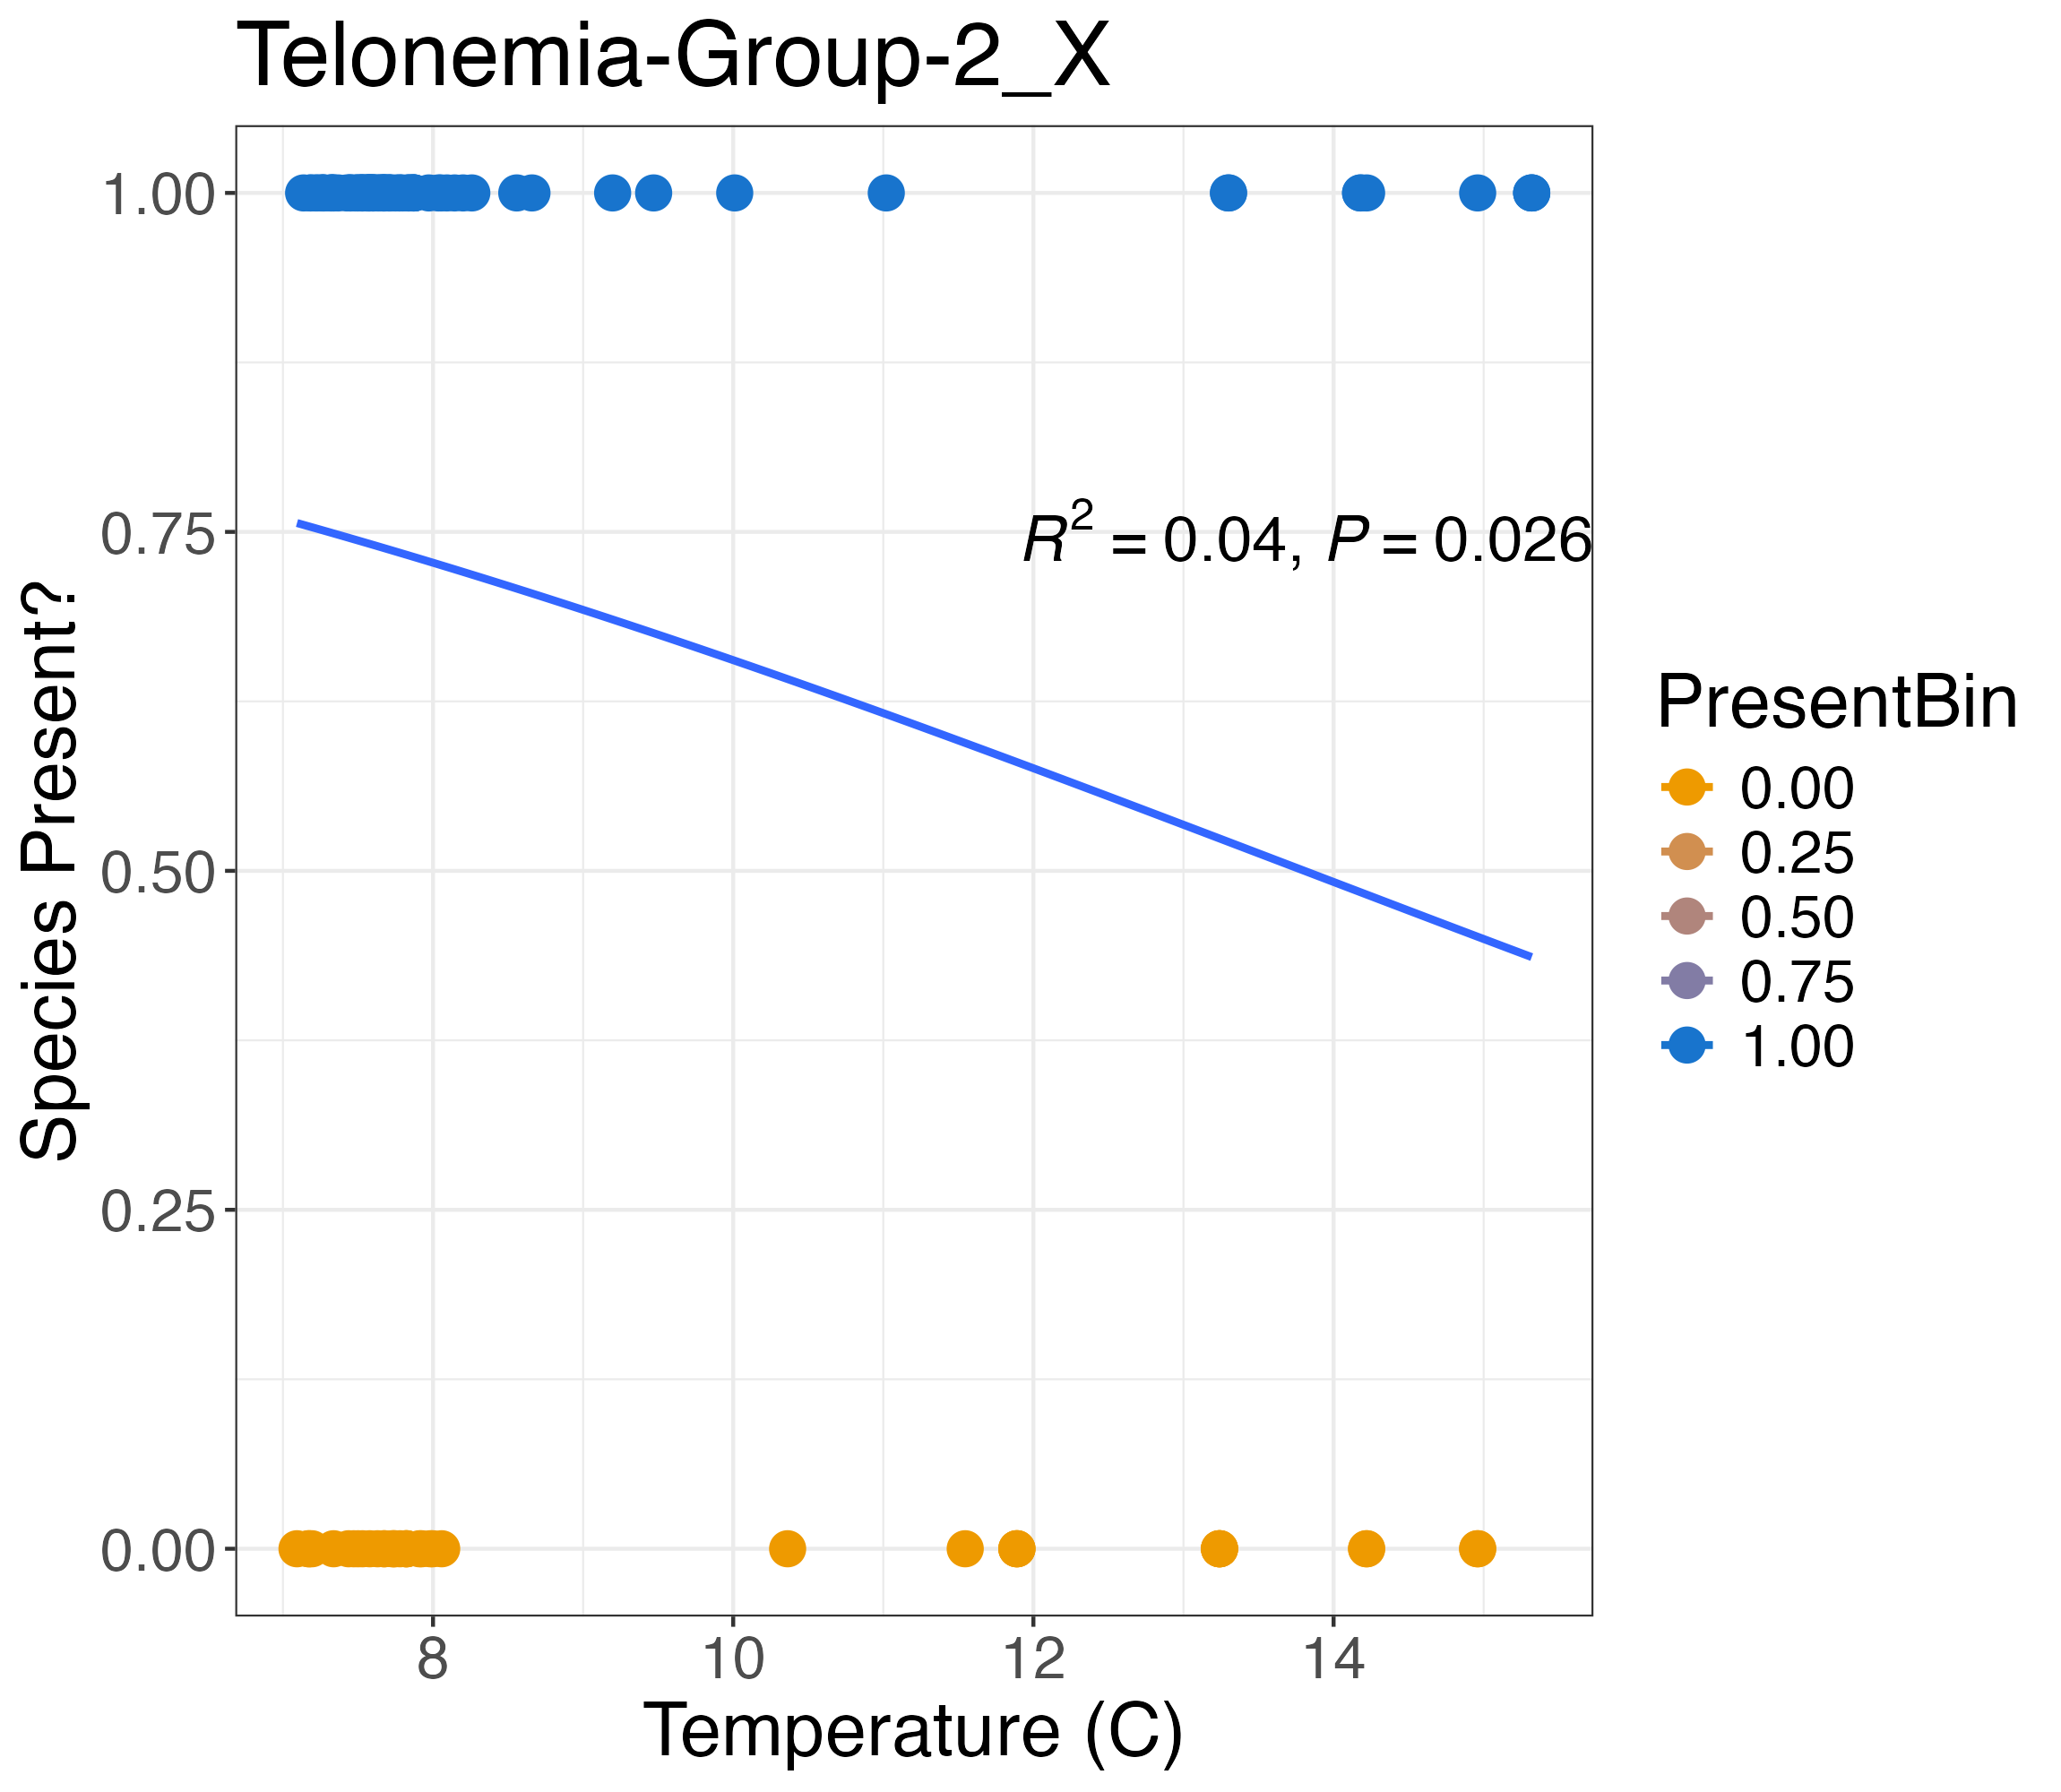 Telonemia-Group-2_X
1.00
0.75
0.50
0.25
0.00
Species Present?
R² = 0.04, P = 0.026
8 10 12 14
Temperature (C)
PresentBin
0.00
0.25
0.50
0.75
1.00